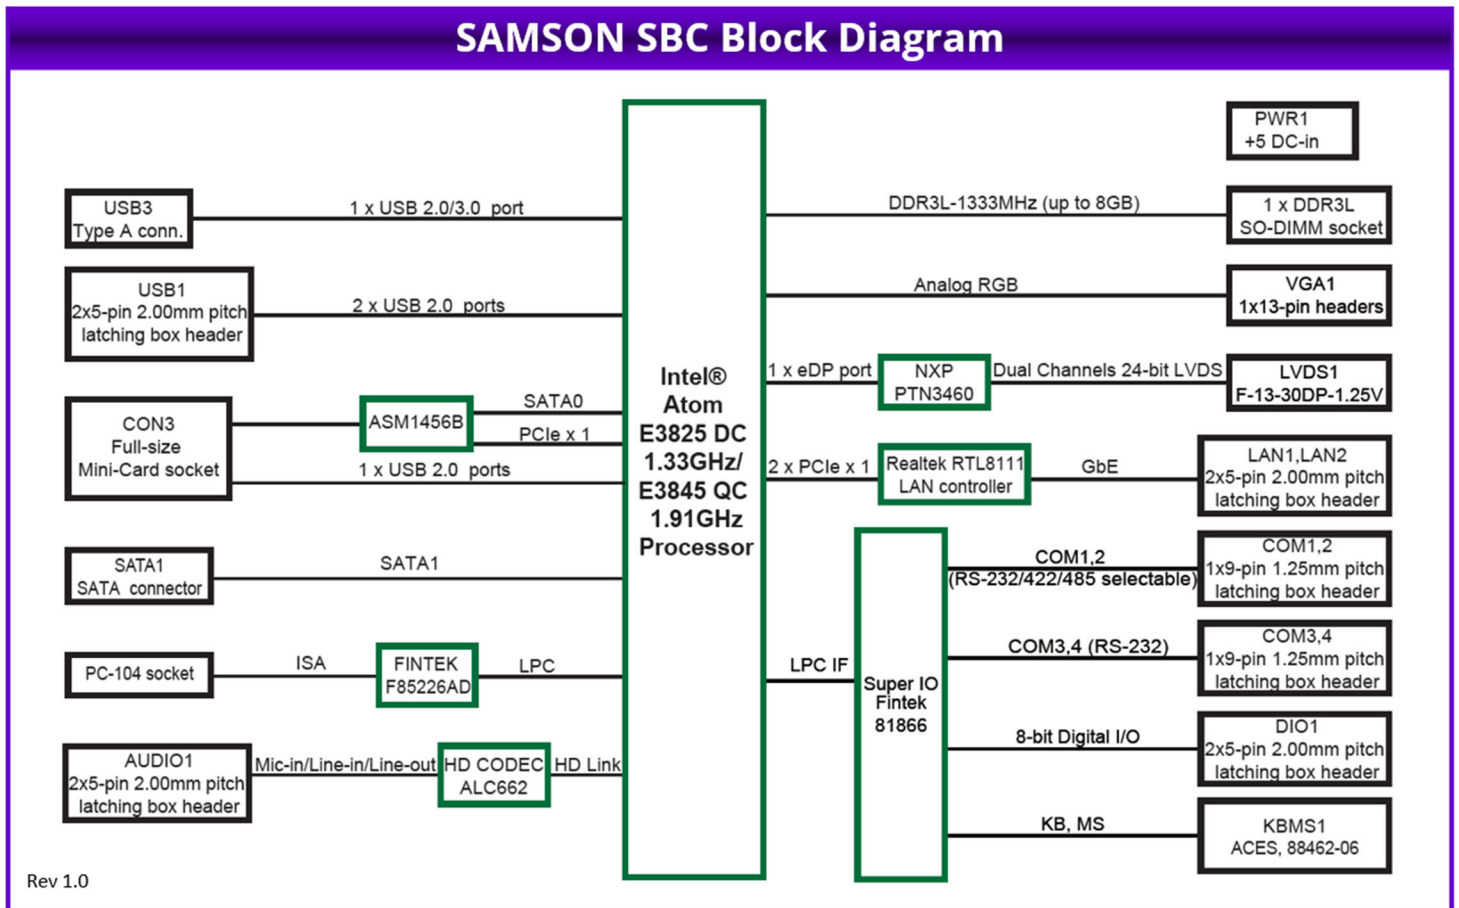 SAMSON SBC Block Diagram
PWR1
+5 DC-in
USB3
Type A conn.
1 x USB 2.0/3.0 port
DDR3L-1333MHz (up to 8GB)
1 x DDR3L
SO-DIMM socket
USB1
2x5-pin 2.00mm pitch
latching box header
2 x USB 2.0 ports
Analog RGB
VGA1
1x13-pin headers
Intel®
Atom
E3825 DC
1.33GHz/
E3845 QC
1.91GHz
Processor
1 x eDP port
NXP
PTN3460
Dual Channels 24-bit LVDS
LVDS1
F-13-30DP-1.25V
CON3
Full-size
Mini-Card socket
ASM1456B
SATA0
PCIe x 1
1 x USB 2.0 ports
2 x PCIe x 1
Realtek RTL8111
LAN controller
GbE
LAN1,LAN2
2x5-pin 2.00mm pitch
latching box header
SATA1
SATA connector
SATA1
COM1,2
(RS-232/422/485 selectable)
COM1,2
1x9-pin 1.25mm pitch
latching box header
PC-104 socket
ISA
FINTEK
F85226AD
LPC
LPC IF
Super IO
Fintek
81866
COM3,4 (RS-232)
COM3,4
1x9-pin 1.25mm pitch
latching box header
8-bit Digital I/O
DIO1
2x5-pin 2.00mm pitch
latching box header
AUDIO1
2x5-pin 2.00mm pitch
latching box header
Mic-in/Line-in/Line-out
HD CODEC
ALC662
HD Link
KB, MS
KBMS1
ACES, 88462-06
Rev 1.0